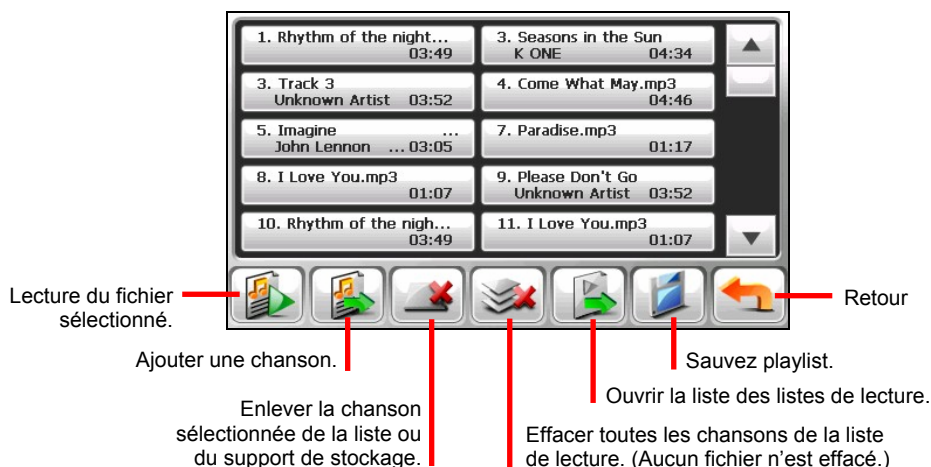 1. Rhythm of the night...
03:49
3. Seasons in the Sun
K ONE 04:34
3. Track 3
Unknown Artist 03:52
4. Come What May.mp3
04:46
5. Imagine ...
John Lennon ... 03:05
7. Paradise.mp3
01:17
8. I Love You.mp3
01:07
9. Please Don't Go
Unknown Artist 03:52
10. Rhythm of the nigh...
03:49
11. I Love You.mp3
01:07
Lecture du fichier
sélectionné.
Retour
Ajouter une chanson.
Sauvez playlist.
Ouvrir la liste des listes de lecture.
Enlever la chanson
sélectionnée de la liste ou
du support de stockage.
Effacer toutes les chansons de la liste
de lecture. (Aucun fichier n’est effacé.)